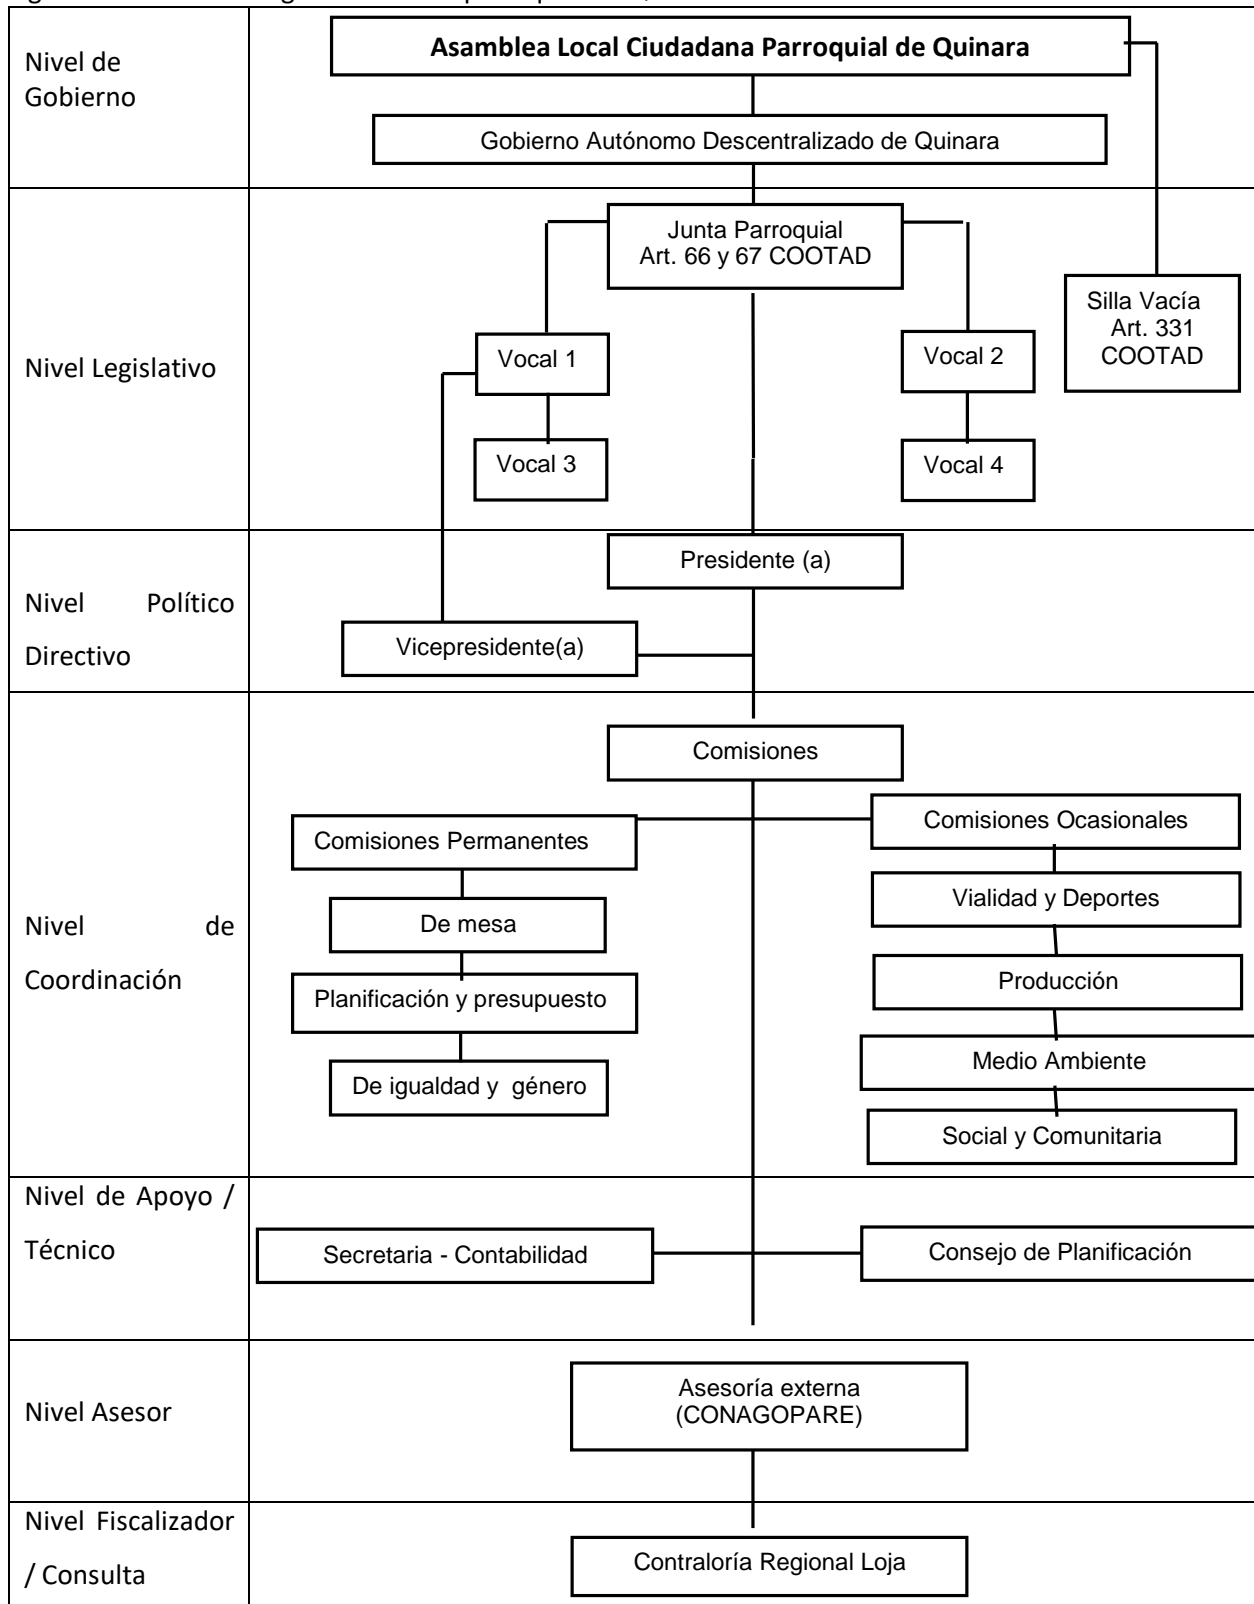 Nivel de
Gobierno
Asamblea Local Ciudadana Parroquial de Quinara
Gobierno Autónomo Descentralizado de Quinara
Nivel Legislativo
Junta Parroquial
Art. 66 y 67 COOTAD
Silla Vacía
Art. 331
COOTAD
Vocal 1
Vocal 2
Vocal 3
Vocal 4
Nivel Político
Directivo
Presidente (a)
Vicepresidente(a)
Nivel de
Coordinación
Comisiones
Comisiones Permanentes
De mesa
Planificación y presupuesto
De igualdad y género
Comisiones Ocasionales
Vialidad y Deportes
Producción
Medio Ambiente
Social y Comunitaria
Nivel de Apoyo /
Técnico
Secretaria - Contabilidad
Consejo de Planificación
Nivel Asesor
Asesoría externa
(CONAGOPARE)
Nivel Fiscalizador
/ Consulta
Contraloría Regional Loja